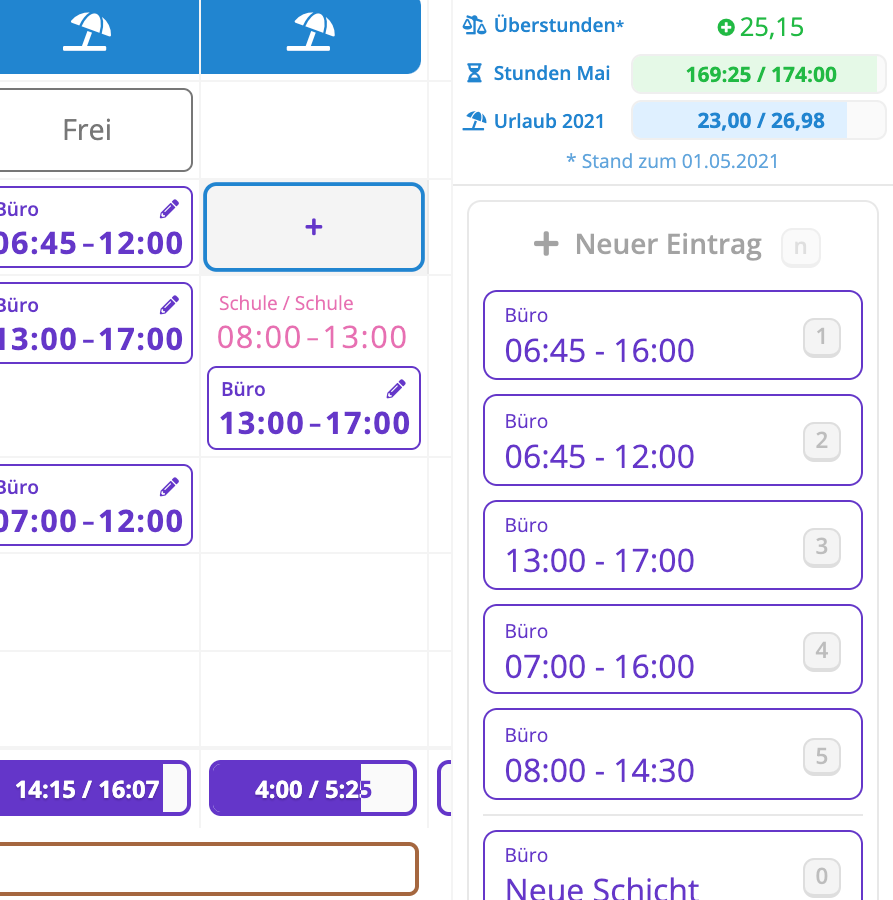 Überstunden*
25,15
Stunden Mai
169:25 / 174:00
Urlaub 2021
23,00 / 26,98
* Stand zum 01.05.2021
Frei
Büro
06:45–12:00
+
Büro
13:00–17:00
Schule / Schule
08:00–13:00
Büro
13:00–17:00
Büro
07:00–12:00
14:15 / 16:07
4:00 / 5:25
+ Neuer Eintrag n
Büro
06:45 - 16:00
1
Büro
06:45 - 12:00
2
Büro
13:00 - 17:00
3
Büro
07:00 - 16:00
4
Büro
08:00 - 14:30
5
Büro
Neue Schicht
0